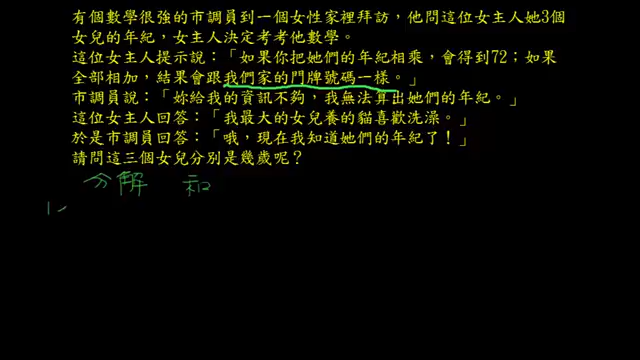 有個數學很強的市調員到一個女性家裡拜訪，他問這位女主人她3個
女兒的年紀，女主人決定考考他數學。
這位女主人提示說：「如果你把她們的年紀相乘，會得到72；如果
全部相加，結果會跟我們家的門牌號碼一樣。」
市調員說：「妳給我的資訊不夠，我無法算出她們的年紀。」
這位女主人回答：「我最大的女兒養的貓喜歡洗澡。」
於是市調員回答：「哦，現在我知道她們的年紀了！」
請問這三個女兒分別是幾歲呢？
分解 和